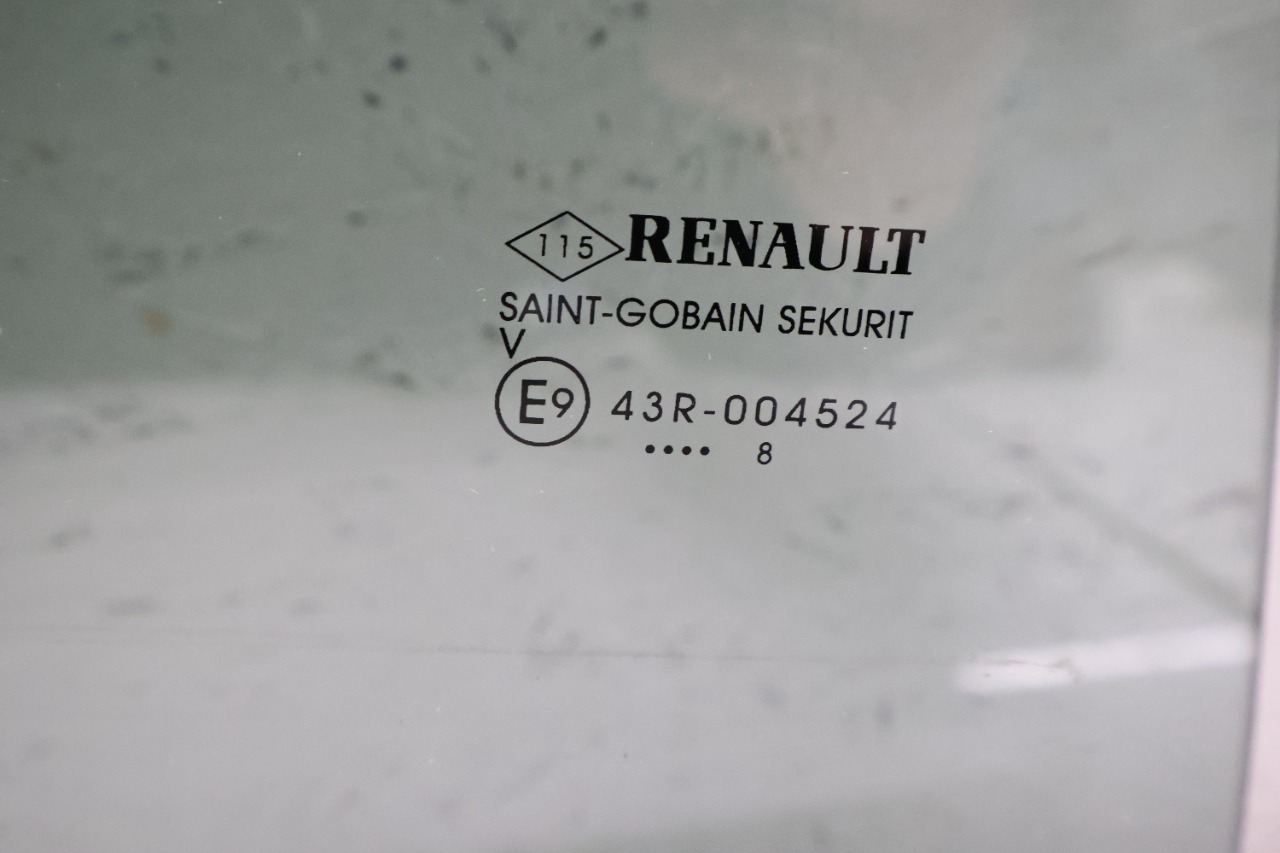 115 RENAULT
SAINT-GOBAIN SEKURIT
V
E9 43R-004524
•••• 8